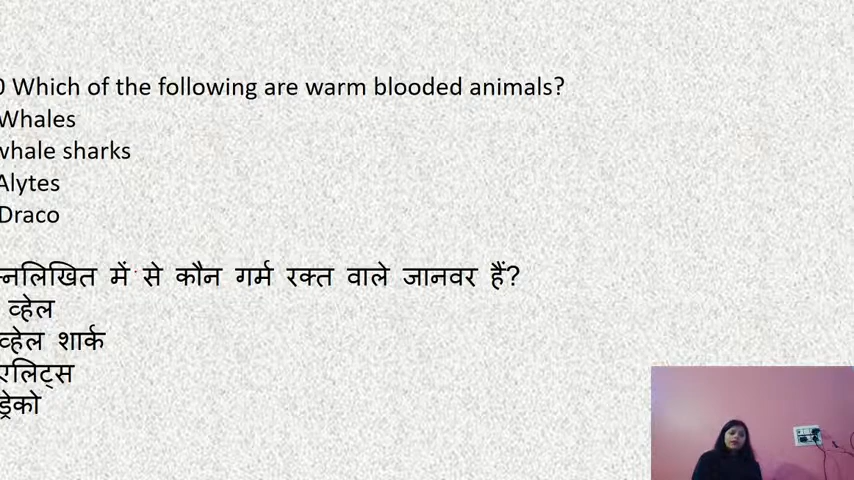 0 Which of the following are warm blooded animals?
Whales
whale sharks
Alytes
Draco
निम्नलिखित में से कौन गर्म रक्त वाले जानवर हैं?
व्हेल
व्हेल शार्क
एलिट्स
ड्रेको